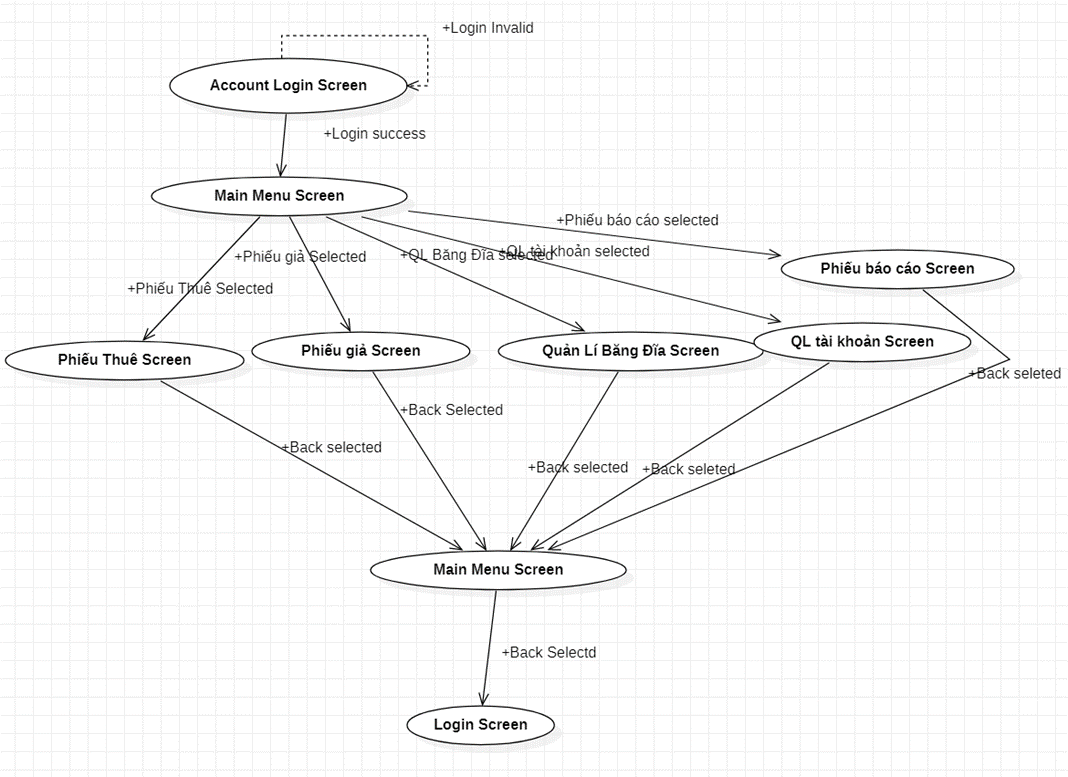 +Login Invalid
Account Login Screen
+Login success
Main Menu Screen
+Phiếu báo cáo selected
+QL tài khoản selected
+QL Băng Đĩa selected
+Phiếu giả Selected
Phiếu báo cáo Screen
+Phiếu Thuê Selected
QL tài khoản Screen
Phiếu Thuê Screen
Phiếu giả Screen
Quản Lí Băng Đĩa Screen
+Back seleted
+Back Selected
+Back selected
+Back selected
+Back seleted
Main Menu Screen
+Back Selectd
Login Screen